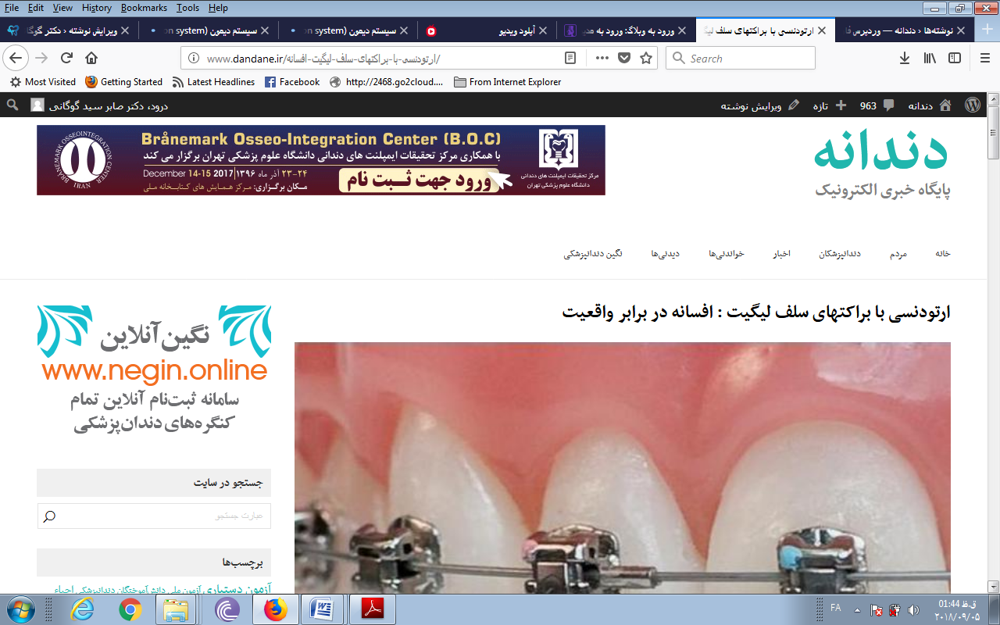 File Edit View History Bookmarks Tools Help
ویرایش نوشته ‹ دکتر گوگا
سیستم دیمون (on system
سیستم دیمون (on system
آپلود ویدیو
ورود به وبلاگ: ورود به مدی
ارتودنسی با براکتهای سلف لیگ
نوشته‌ها ‹ دندانه — وردپرس فا
www.dandane.ir/ارتودنسی-با-براکتهای-سلف-لیگیت-افسانه/
Search
Most Visited Getting Started Latest Headlines Facebook http://2468.go2cloud.... From Internet Explorer
دندانه 963 تازه ویرایش نوشته
درود، دکتر صابر سید گوگانی
Brånemark Osseo-Integration Center (B.O.C)
با همکاری مرکز تحقیقات ایمپلنت های دندانی دانشگاه علوم پزشکی تهران برگزار می کند
December 14-15 2017 | ۲۳-۲۴ آذر ماه ۱۳۹۶
مکان برگزاری: مرکز همایش های کتابخانه ملی
ورود جهت ثبت نام
مرکز تحقیقات ایمپلنت های دندانی
دانشگاه علوم پزشکی تهران
BRANEMARK OSSEOINTEGRATION CENTER
IRAN
دندانه
پایگاه خبری الکترونیک
خانه مردم دندانپزشکان اخبار خواندنی‌ها دیدنی‌ها نگین دندانپزشکی
ارتودنسی با براکتهای سلف لیگیت : افسانه در برابر واقعیت
نگین‌آنلاین
www.negin.online
سامانه ثبت‌نام آنلاین تمام
کنگره‌های دندان‌پزشکی
جستجو در سایت
عبارت جستجو
برچسب‌ها
آزمون دستیاری آزمون ملی دانش‌آموختگان دندانپزشکی احیاء
FA
01:44 ق.ظ
۲۰۱۸/۰۹/۰۵